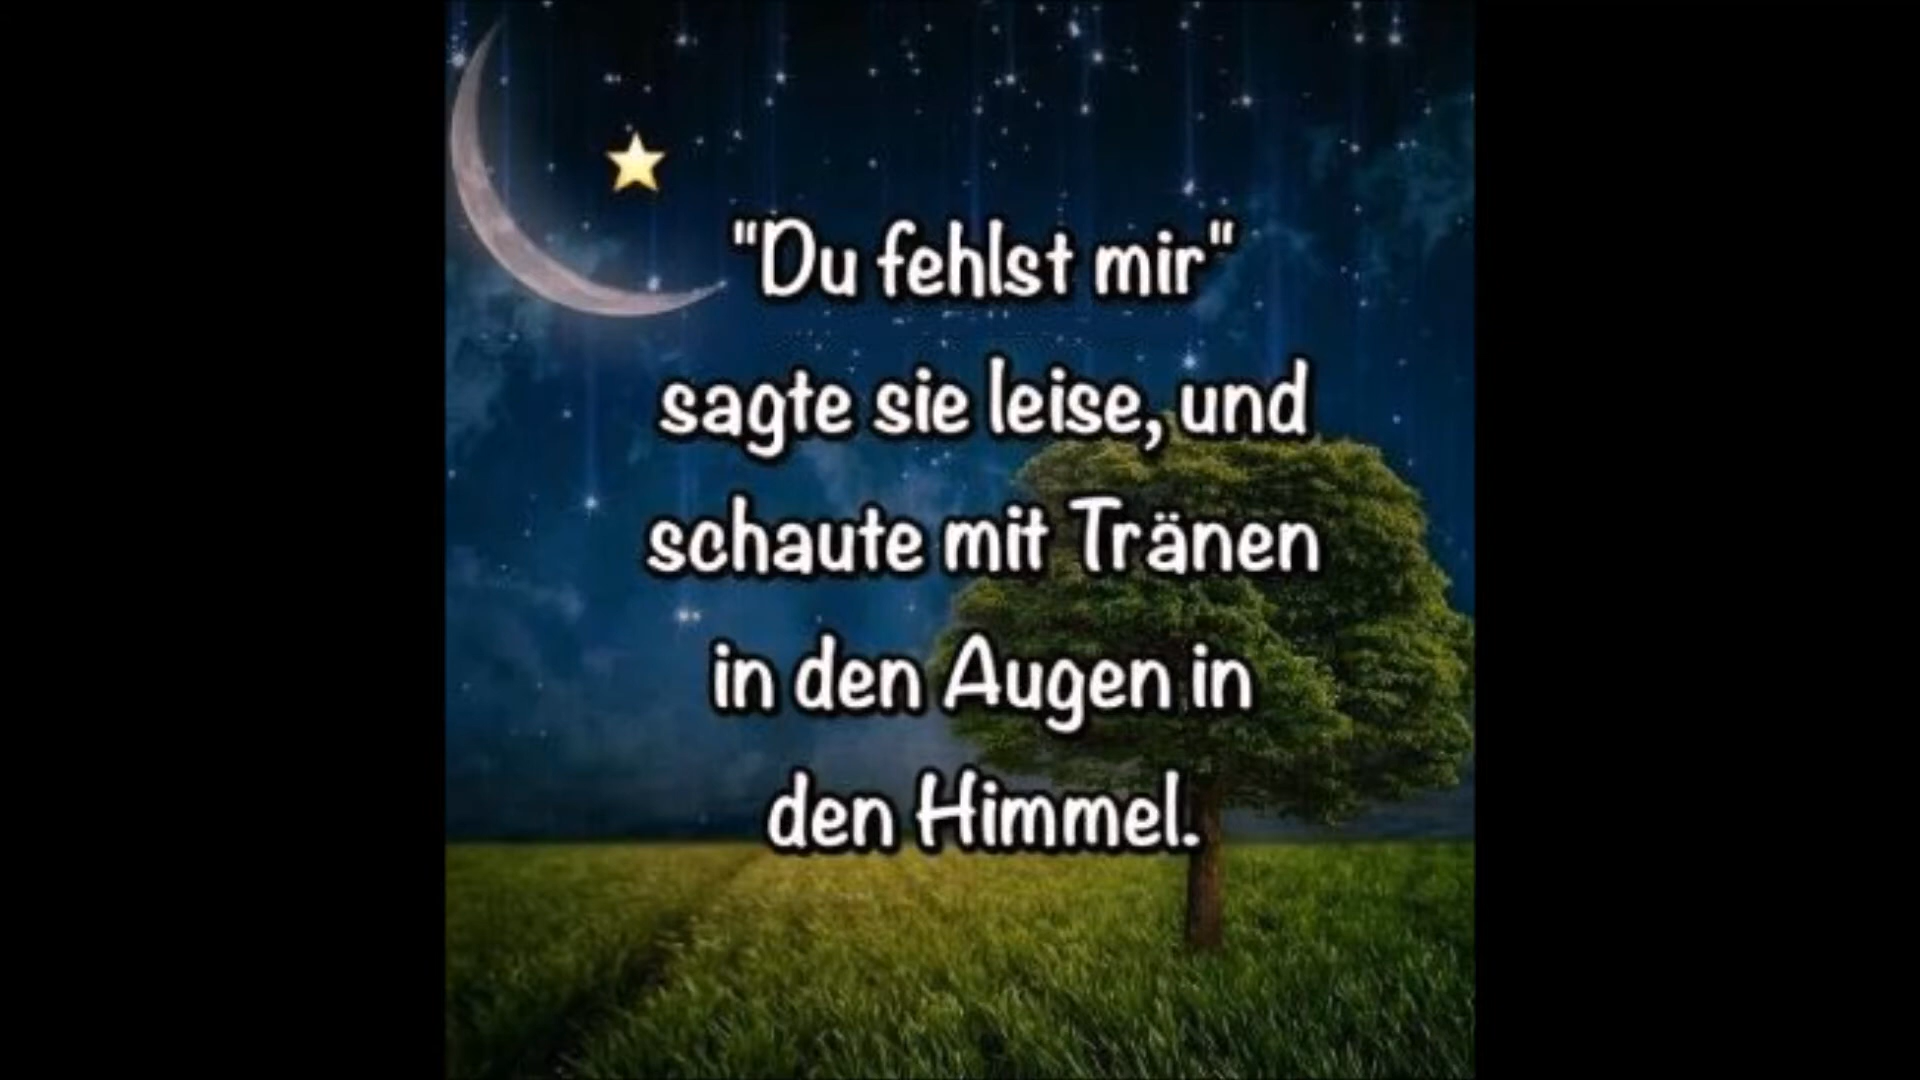 "Du fehlst mir"
sagte sie leise, und
schaute mit Tränen
in den Augen in
den Himmel.